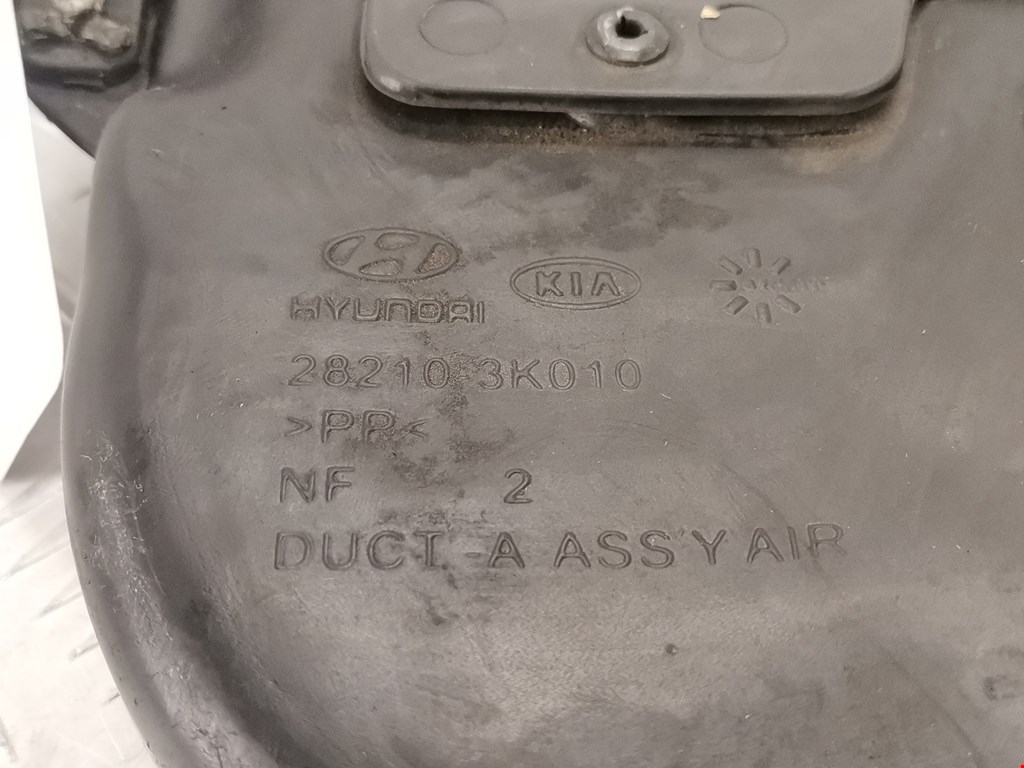 HYUNDAI KIA
28210 3K010
>PP<
NF 2
DUCT-A ASS'Y AIR